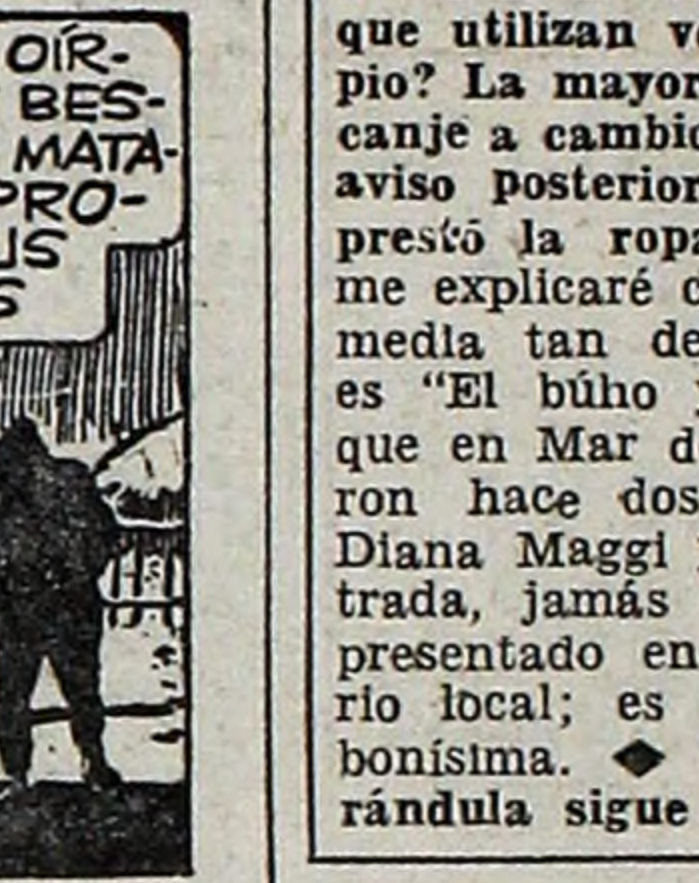 OÍR-
BES-
MATA-
PRO-
US
S
que utilizan v
pio? La mayor
canje a cambi
aviso posterior
prestó la ropa
me explicaré c
media tan de
es “El búho
que en Mar d
ron hace dos
Diana Maggi
trada, jamás
presentado en
rio local; es
bonísima. ◆
rándula sigue